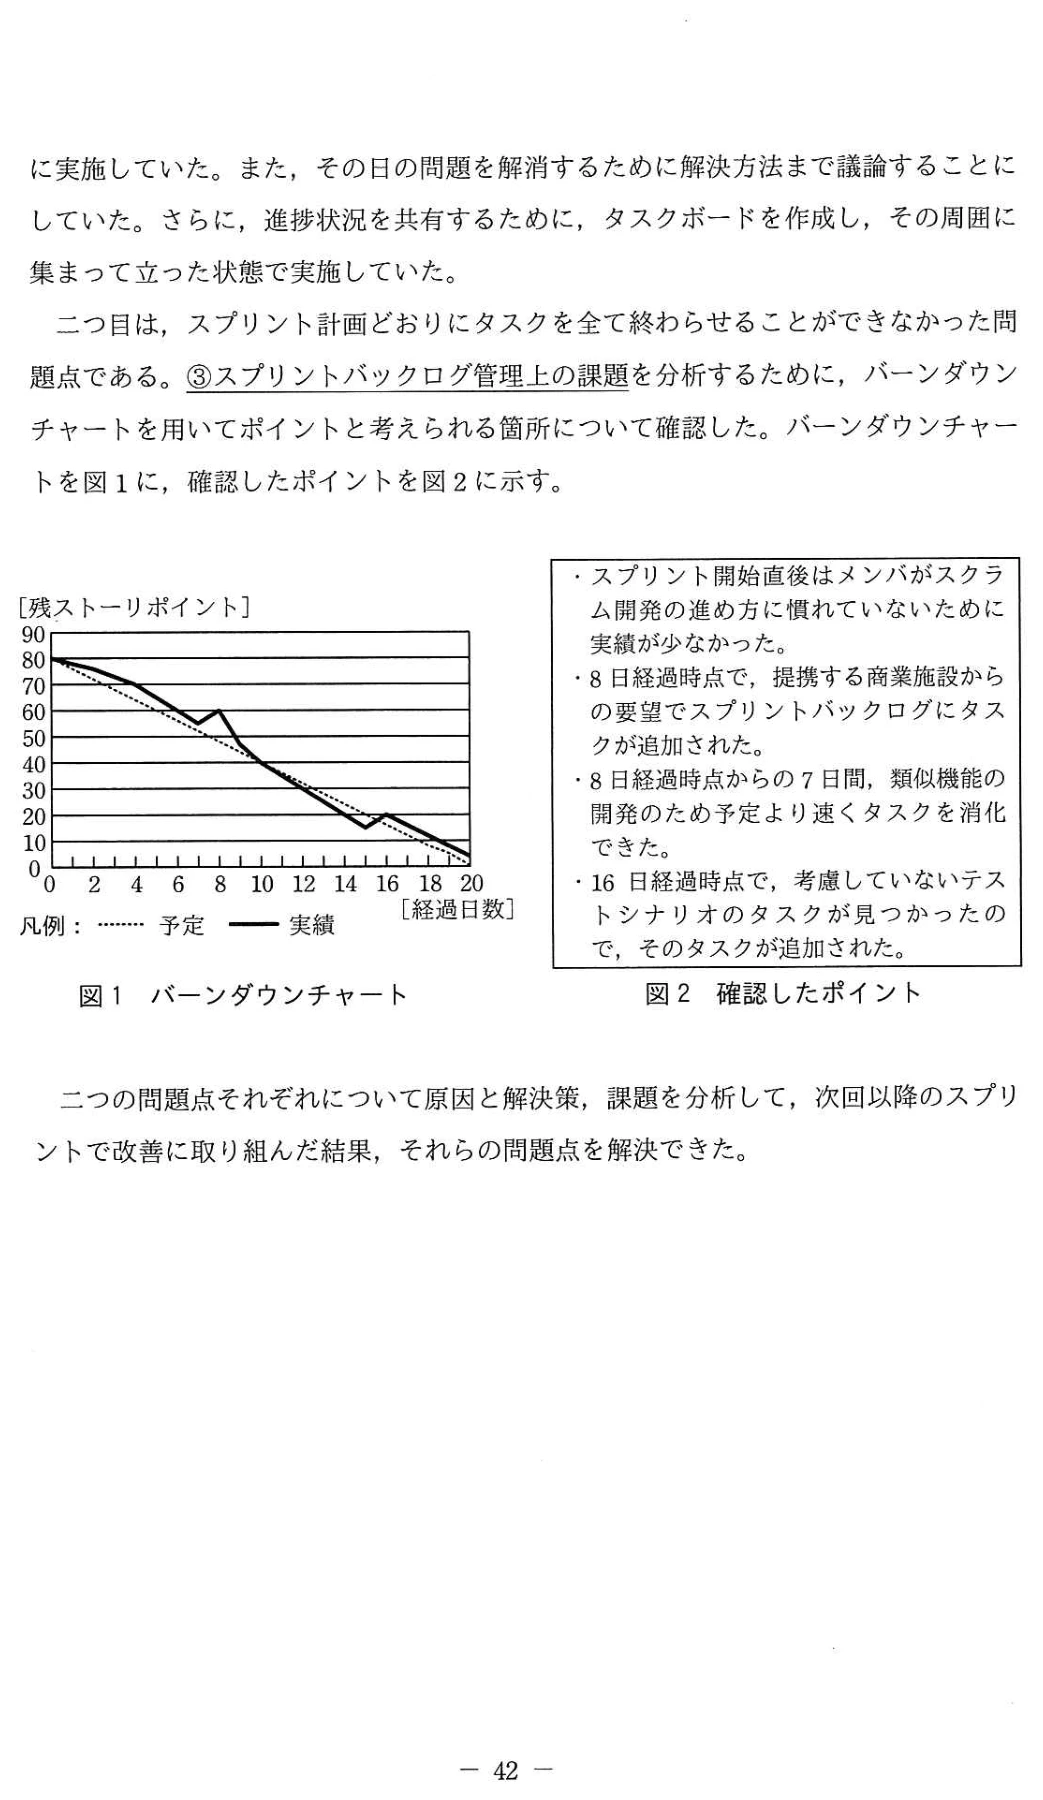 に実施していた。また，その日の問題を解消するために解決方法まで議論することに
していた。さらに，進捗状況を共有するために，タスクボードを作成し，その周囲に
集まって立った状態で実施していた。
二つ目は，スプリント計画どおりにタスクを全て終わらせることができなかった問
題点である。③スプリントバックログ管理上の課題を分析するために，バーンダウン
チャートを用いてポイントと考えられる箇所について確認した。バーンダウンチャー
トを図1に，確認したポイントを図2に示す。
［残ストーリポイント］
90
80
70
60
50
40
30
20
10
0
0 2 4 6 8 10 12 14 16 18 20
［経過日数］
凡例： 予定 実績
図1 バーンダウンチャート
・スプリント開始直後はメンバがスクラ
ム開発の進め方に慣れていないために
実績が少なかった。
・8日経過時点で，提携する商業施設から
の要望でスプリントバックログにタス
クが追加された。
・8日経過時点からの7日間，類似機能の
開発のため予定より速くタスクを消化
できた。
・16 日経過時点で，考慮していないテス
トシナリオのタスクが見つかったの
で，そのタスクが追加された。
図2 確認したポイント
二つの問題点それぞれについて原因と解決策，課題を分析して，次回以降のスプリ
ントで改善に取り組んだ結果，それらの問題点を解決できた。
－ 42 －